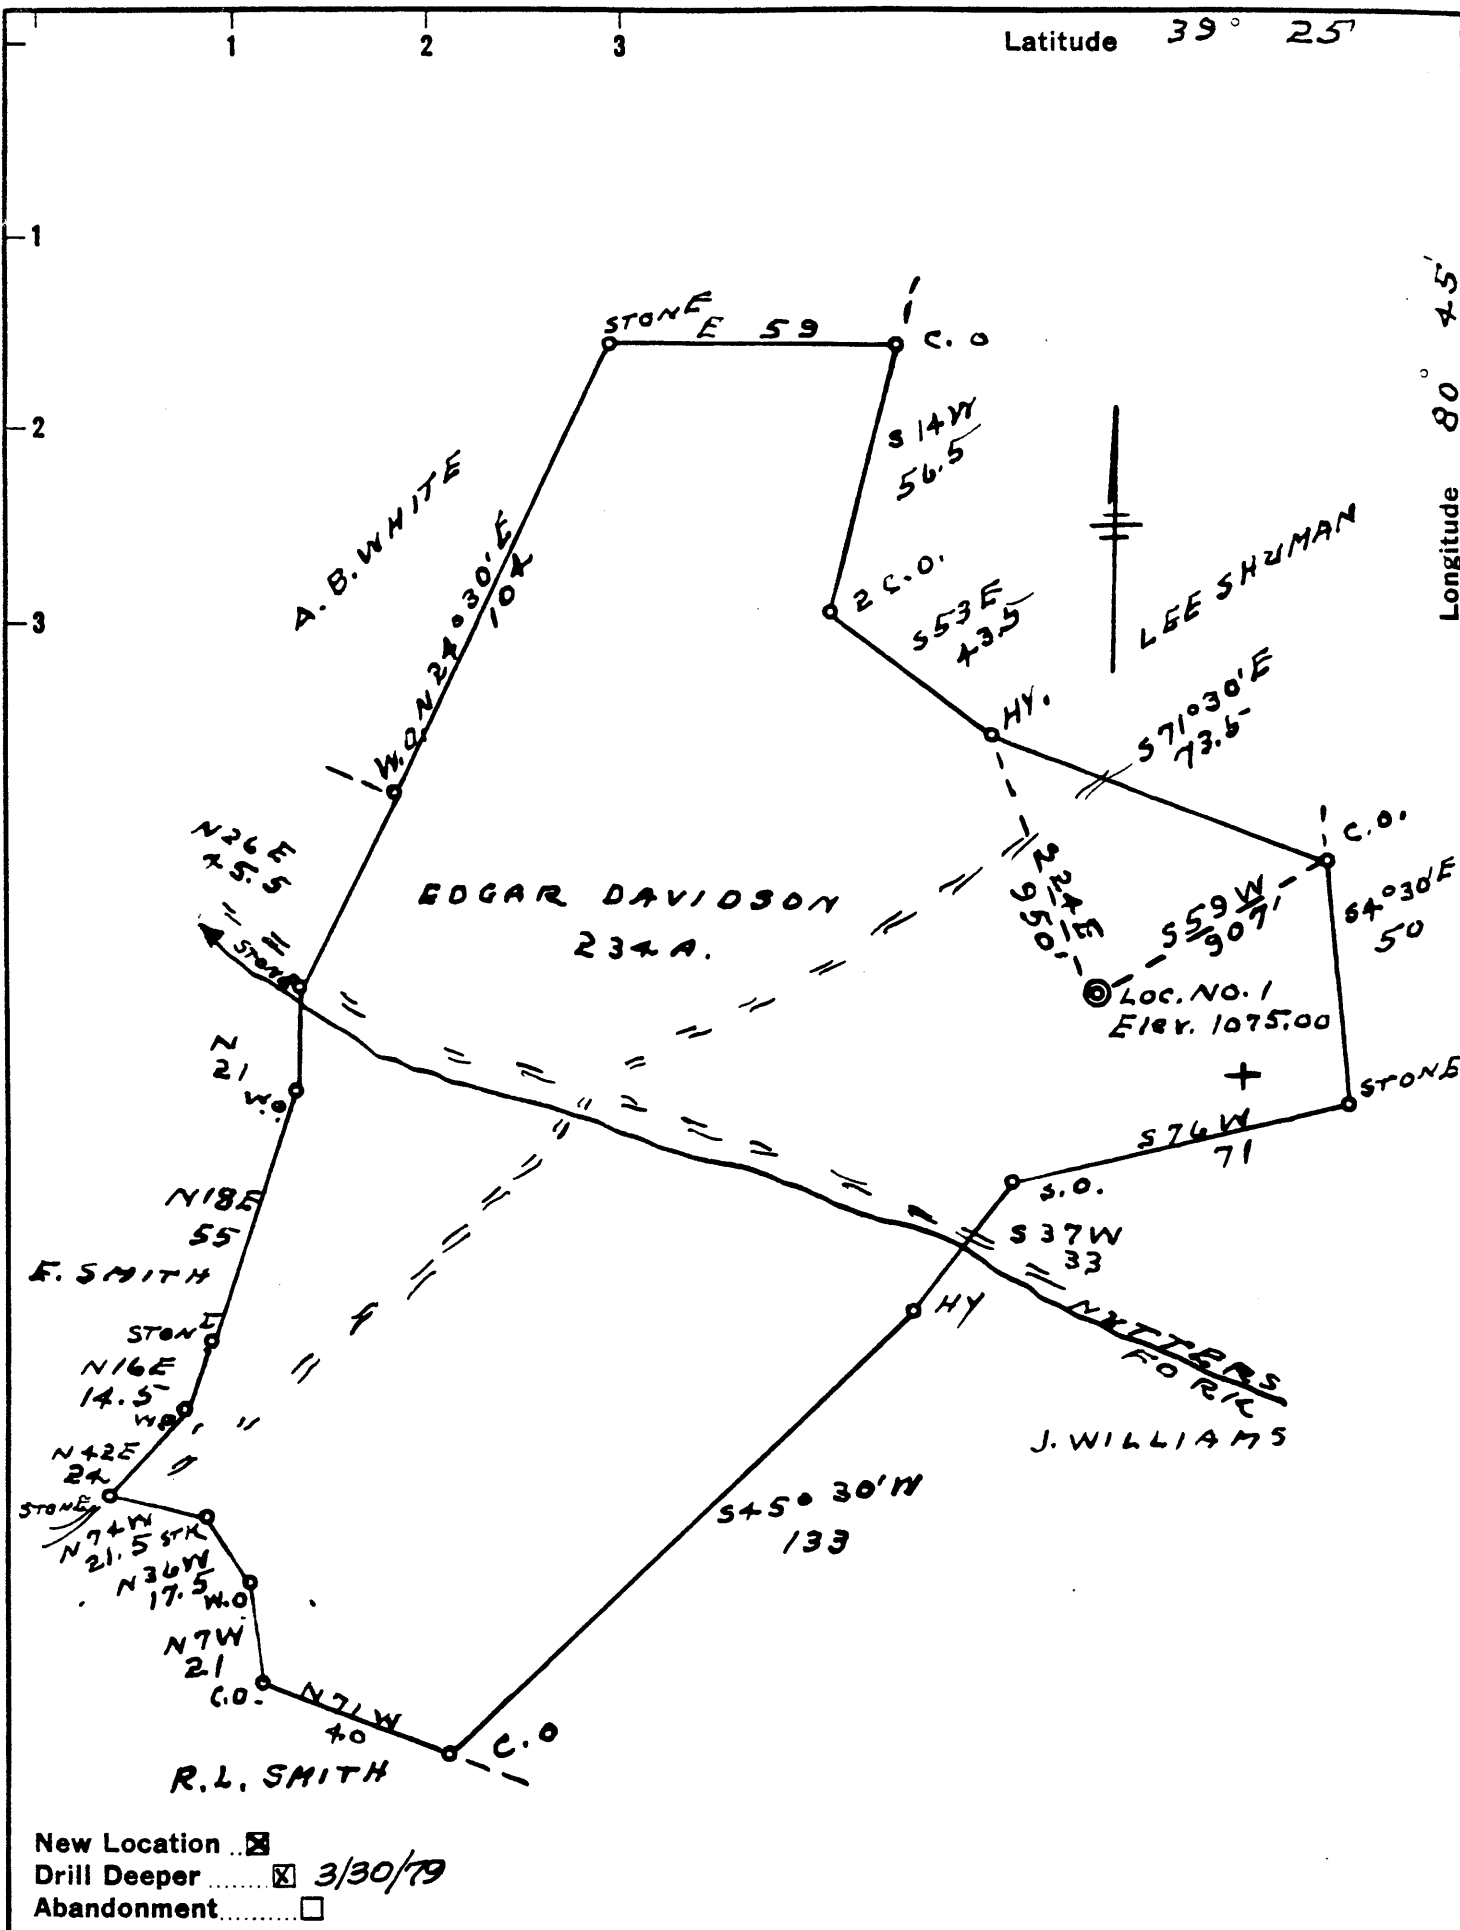 1 2 3
Latitude 39° 25'
1
2
3
Longitude 80° 45'
STONE
E 59
C. O
S 14 W
56.5
2 C.O.
S 53 E
43.5
HY.
LEE SHUMAN
S 71° 30' E
73.5
C.O.
S4° 30' E
50
A. B. WHITE
N 24° 30' E
104
W.O.
N 26 E
45.5
STONE
EDGAR DAVIDSON
234 A.
S 24 E
950'
S 59 W
907'
LOC. NO. 1
Elev. 1075.00
STONE
S 76 W
71
S.O.
S 37 W
33
HY
NUTTERS
FORK
J. WILLIAMS
N
21
W.O.
N 18 E
55
E. SMITH
STONE
N 16 E
14.5
W.O.
N 42 E
24
STONE
N 74 W
21.5 STK
N 36 W
17.5
W.O
N 7 W
21
C.O.
N 71 W
40
C.O
S 45° 30' W
133
R. L. SMITH
New Location .. ☒
Drill Deeper ........ ☒ 3/30/79
Abandonment .......... ☐